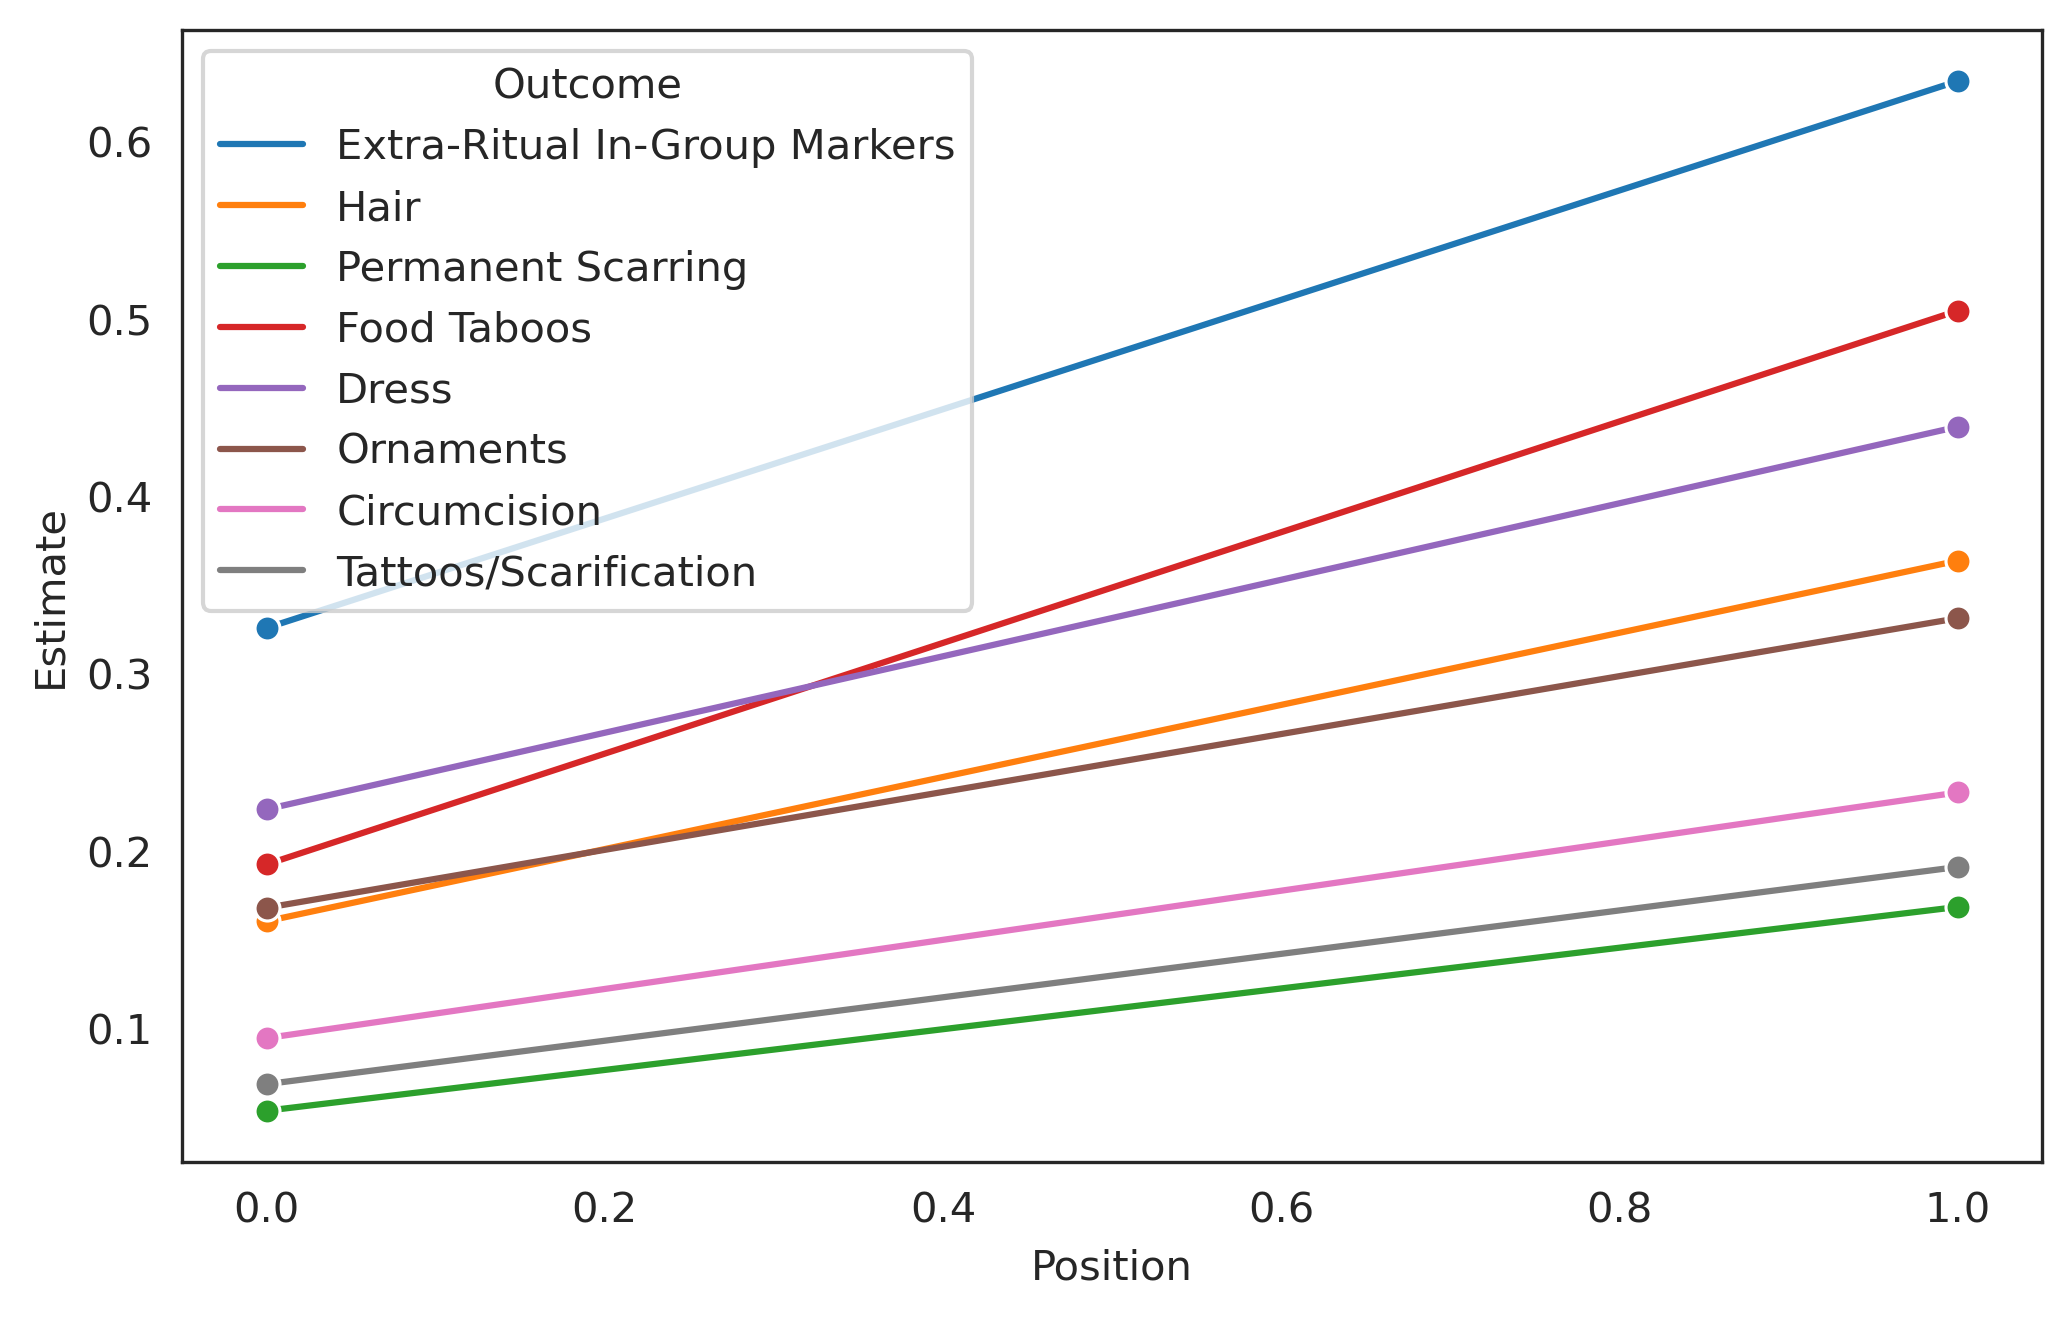 Outcome
Extra-Ritual In-Group Markers
Hair
Permanent Scarring
Food Taboos
Dress
Ornaments
Circumcision
Tattoos/Scarification
Estimate
0.6
0.5
0.4
0.3
0.2
0.1
0.0 0.2 0.4 0.6 0.8 1.0
Position